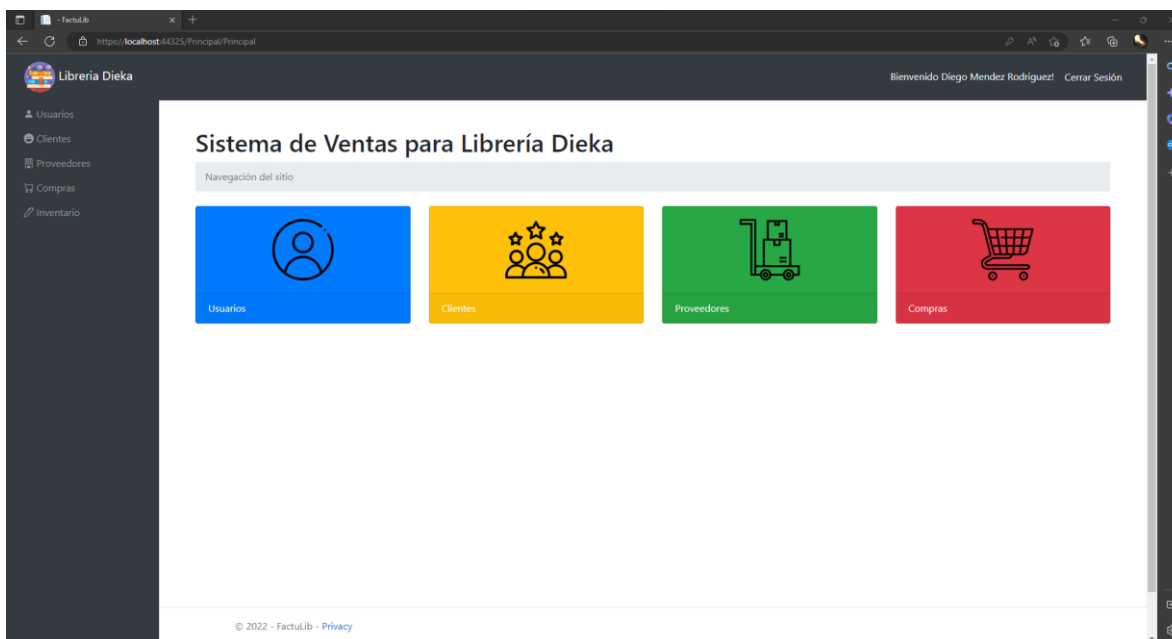 - FactuLib
https://localhost:44325/Principal/Principal
Libreria Dieka
Bienvenido Diego Mendez Rodriguez! Cerrar Sesión
Usuarios
Clientes
Proveedores
Compras
Inventario
Sistema de Ventas para Librería Dieka
Navegación del sitio
Usuarios
Clientes
Proveedores
Compras
© 2022 - FactuLib - Privacy